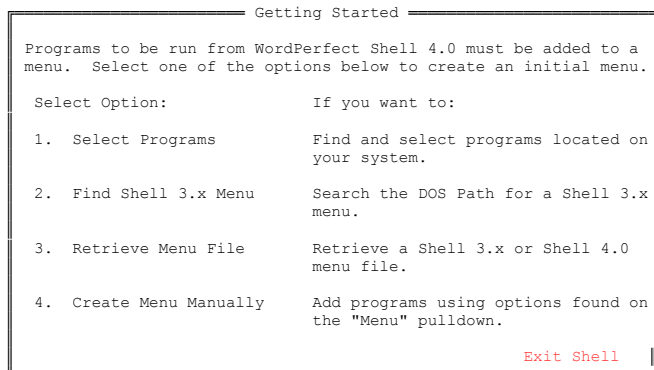 Getting Started
Programs to be run from WordPerfect Shell 4.0 must be added to a
menu. Select one of the options below to create an initial menu.
Select Option: If you want to:
1. Select Programs Find and select programs located on
your system.
2. Find Shell 3.x Menu Search the DOS Path for a Shell 3.x
menu.
3. Retrieve Menu File Retrieve a Shell 3.x or Shell 4.0
menu file.
4. Create Menu Manually Add programs using options found on
the "Menu" pulldown.
Exit Shell